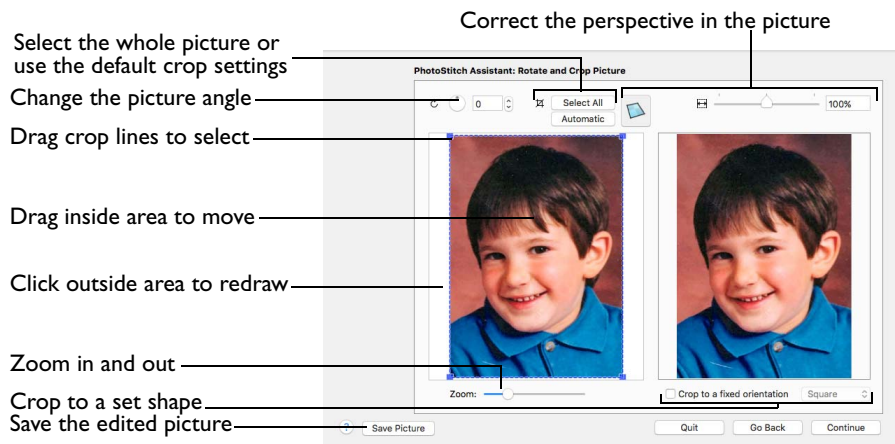 Correct the perspective in the picture
Select the whole picture or
use the default crop settings
PhotoStitch Assistant: Rotate and Crop Picture
Change the picture angle
0
Select All
100%
Automatic
Drag crop lines to select
Drag inside area to move
Click outside area to redraw
Zoom in and out
Zoom:
Crop to a fixed orientation
Square
Crop to a set shape
Save the edited picture
?
Save Picture
Quit
Go Back
Continue